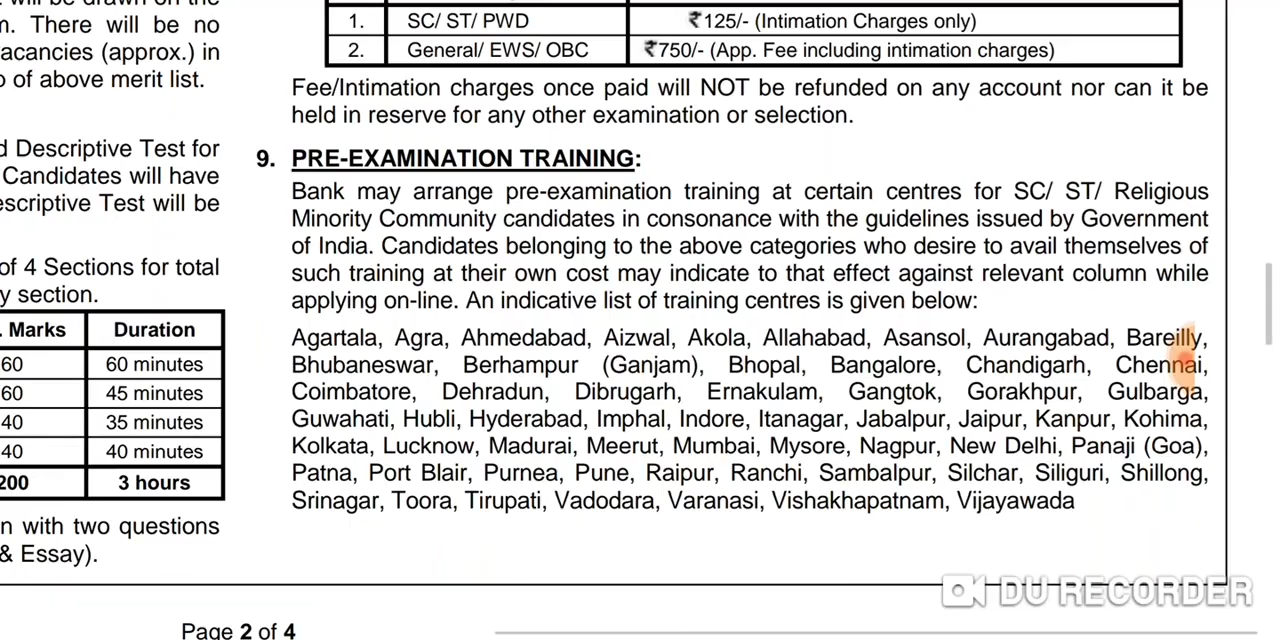 will be drawn on the
m. There will be no
acancies (approx.) in
o of above merit list.
d Descriptive Test for
Candidates will have
escriptive Test will be
of 4 Sections for total
y section.
. Marks Duration
60 60 minutes
60 45 minutes
40 35 minutes
40 40 minutes
200 3 hours
n with two questions
& Essay).
1. SC/ ST/ PWD ₹125/- (Intimation Charges only)
2. General/ EWS/ OBC ₹750/- (App. Fee including intimation charges)
Fee/Intimation charges once paid will NOT be refunded on any account nor can it be
held in reserve for any other examination or selection.
9. PRE-EXAMINATION TRAINING:
Bank may arrange pre-examination training at certain centres for SC/ ST/ Religious
Minority Community candidates in consonance with the guidelines issued by Government
of India. Candidates belonging to the above categories who desire to avail themselves of
such training at their own cost may indicate to that effect against relevant column while
applying on-line. An indicative list of training centres is given below:
Agartala, Agra, Ahmedabad, Aizwal, Akola, Allahabad, Asansol, Aurangabad, Bareilly,
Bhubaneswar, Berhampur (Ganjam), Bhopal, Bangalore, Chandigarh, Chennai,
Coimbatore, Dehradun, Dibrugarh, Ernakulam, Gangtok, Gorakhpur, Gulbarga,
Guwahati, Hubli, Hyderabad, Imphal, Indore, Itanagar, Jabalpur, Jaipur, Kanpur, Kohima,
Kolkata, Lucknow, Madurai, Meerut, Mumbai, Mysore, Nagpur, New Delhi, Panaji (Goa),
Patna, Port Blair, Purnea, Pune, Raipur, Ranchi, Sambalpur, Silchar, Siliguri, Shillong,
Srinagar, Toora, Tirupati, Vadodara, Varanasi, Vishakhapatnam, Vijayawada
DU RECORDER
Page 2 of 4